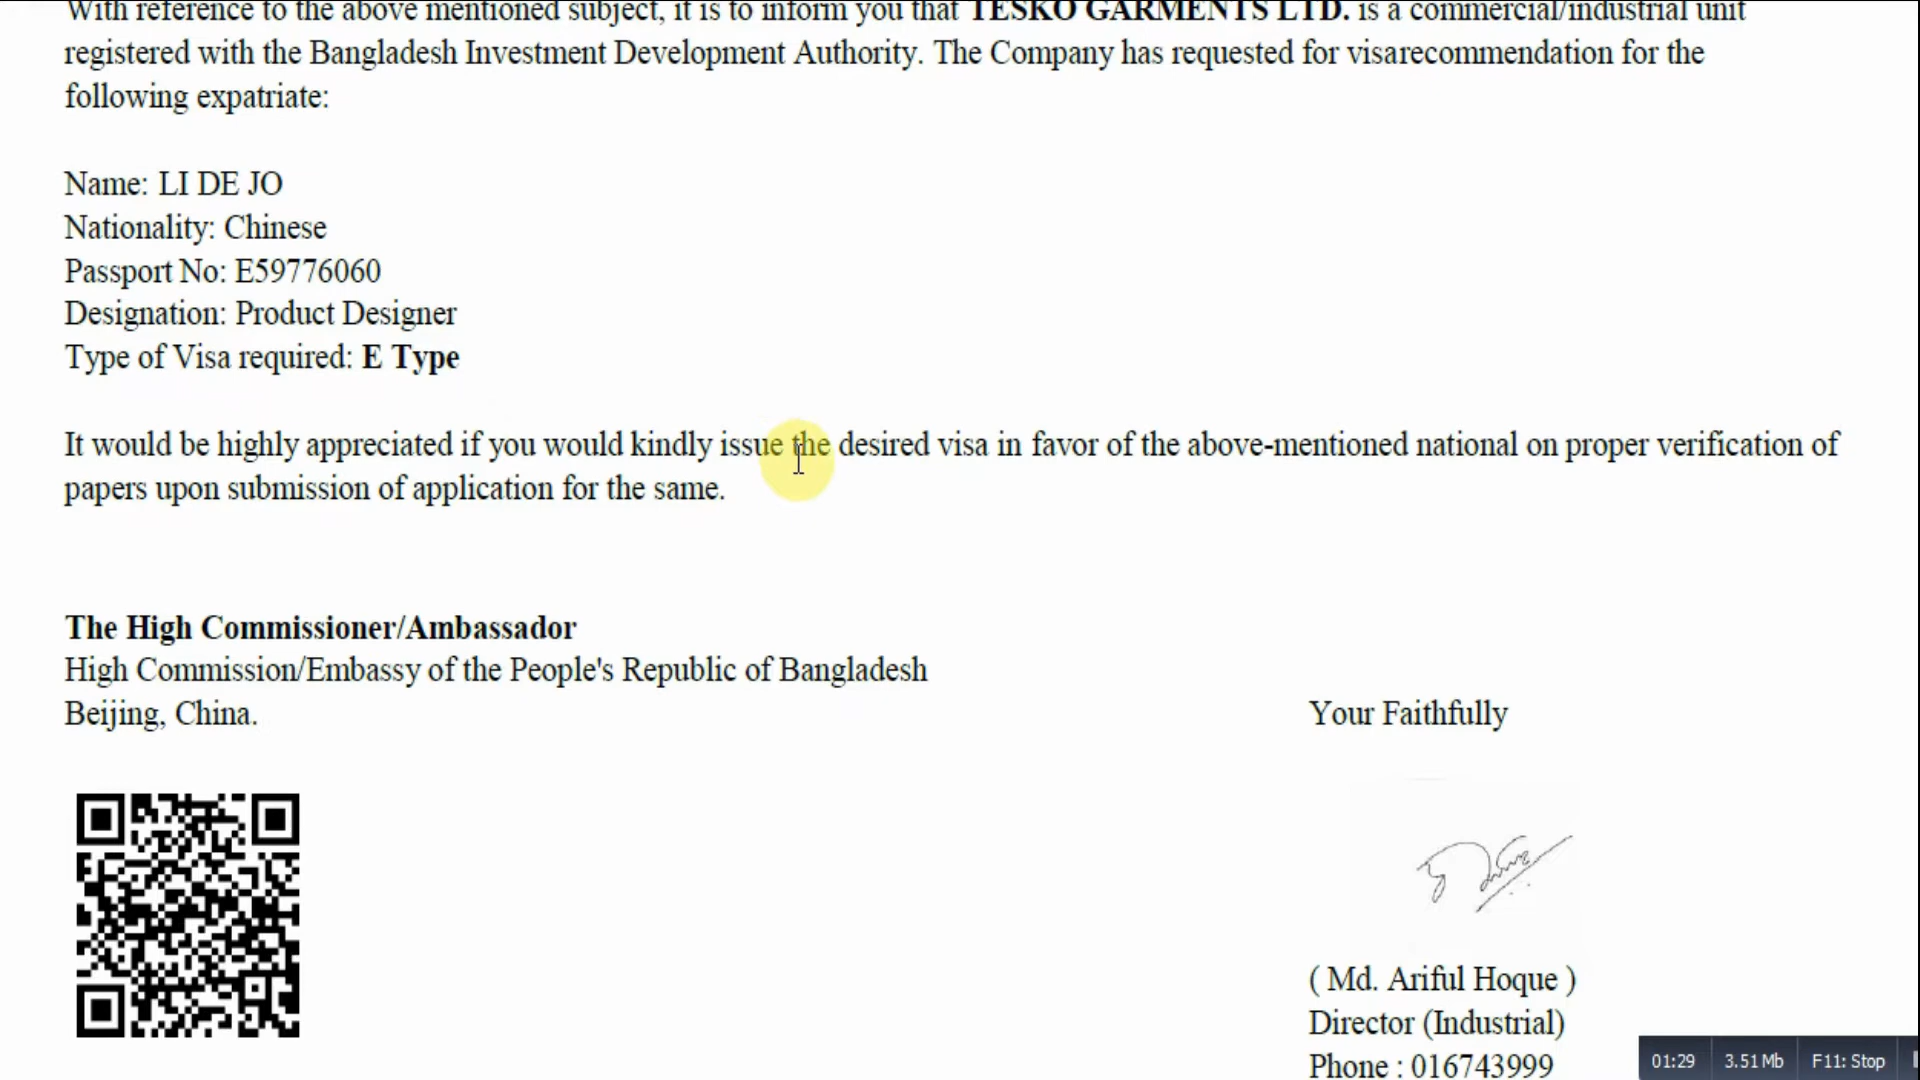 With reference to the above mentioned subject, it is to inform you that TESKO GARMENTS LTD. is a commercial/industrial unit
registered with the Bangladesh Investment Development Authority. The Company has requested for visarecommendation for the
following expatriate:
Name: LI DE JO
Nationality: Chinese
Passport No: E59776060
Designation: Product Designer
Type of Visa required: E Type
It would be highly appreciated if you would kindly issue the desired visa in favor of the above-mentioned national on proper verification of
papers upon submission of application for the same.
The High Commissioner/Ambassador
High Commission/Embassy of the People's Republic of Bangladesh
Beijing, China.
Your Faithfully
( Md. Ariful Hoque )
Director (Industrial)
Phone : 016743999
01:29 3.51 Mb F11: Stop